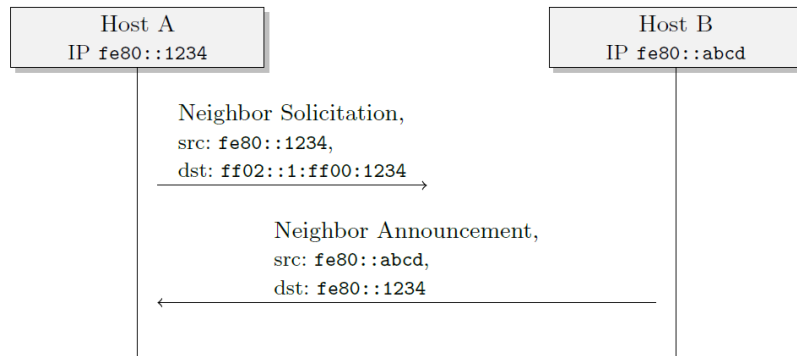 Host A
IP fe80::1234
Host B
IP fe80::abcd
Neighbor Solicitation,
src: fe80::1234,
dst: ff02::1:ff00:1234
Neighbor Announcement,
src: fe80::abcd,
dst: fe80::1234